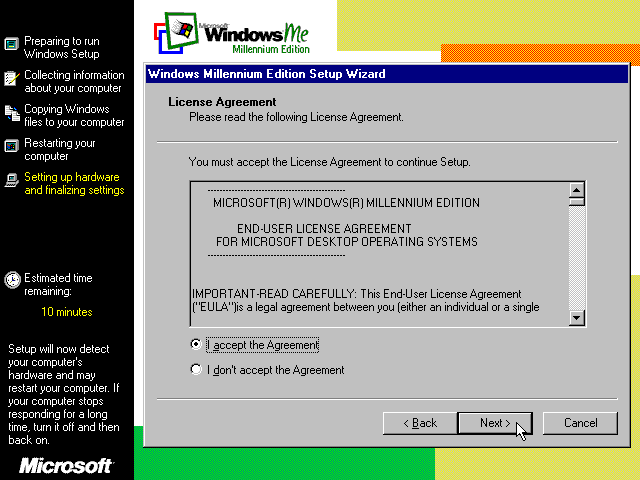 Preparing to run
Windows Setup
Collecting information
about your computer
Copying Windows
files to your computer
Restarting your
computer
Setting up hardware
and finalizing settings
Estimated time
remaining:
10 minutes
Setup will now detect
your computer's
hardware and may
restart your computer. If
your computer stops
responding for a long
time, turn it off and then
back on.
Microsoft
Microsoft
Windows Me
Millennium Edition
Windows Millennium Edition Setup Wizard
License Agreement
Please read the following License Agreement.
You must accept the License Agreement to continue Setup.
----------------------------------------------------
MICROSOFT(R) WINDOWS(R) MILLENNIUM EDITION
END-USER LICENSE AGREEMENT
FOR MICROSOFT DESKTOP OPERATING SYSTEMS
----------------------------------------------------
IMPORTANT-READ CAREFULLY: This End-User License Agreement
("EULA")is a legal agreement between you (either an individual or a single
I accept the Agreement
I don't accept the Agreement
< Back
Next >
Cancel